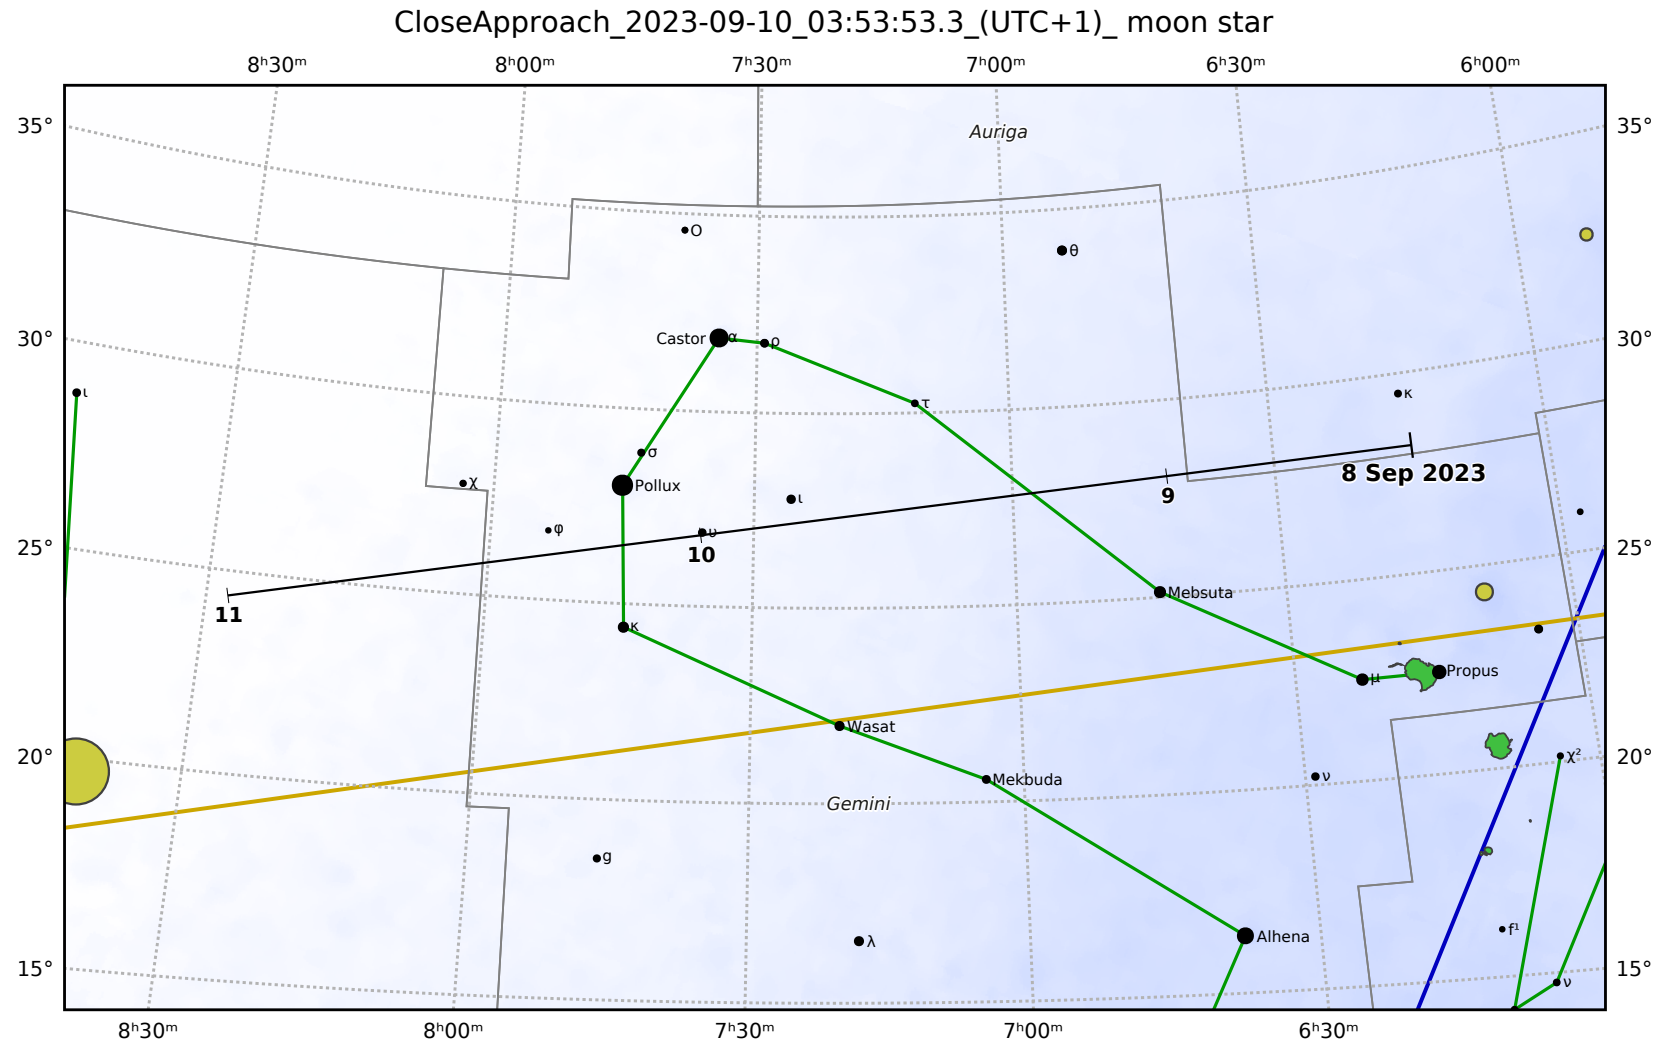 CloseApproach_2023-09-10_03:53:53.3_(UTC+1)_ moon star
8ʰ30ᵐ 8ʰ00ᵐ 7ʰ30ᵐ 7ʰ00ᵐ 6ʰ30ᵐ 6ʰ00ᵐ
35° Auriga 35°
O θ
30° Castor α ρ 30°
ι τ κ
σ 8 Sep 2023
χ Pollux ι 9
φ υ
25° 10 25°
11 κ Mebsuta
μ Propus
20° Wasat χ² 20°
Mekbuda ν
Gemini
g
λ Alhena f¹
15° ν 15°
8ʰ30ᵐ 8ʰ00ᵐ 7ʰ30ᵐ 7ʰ00ᵐ 6ʰ30ᵐ